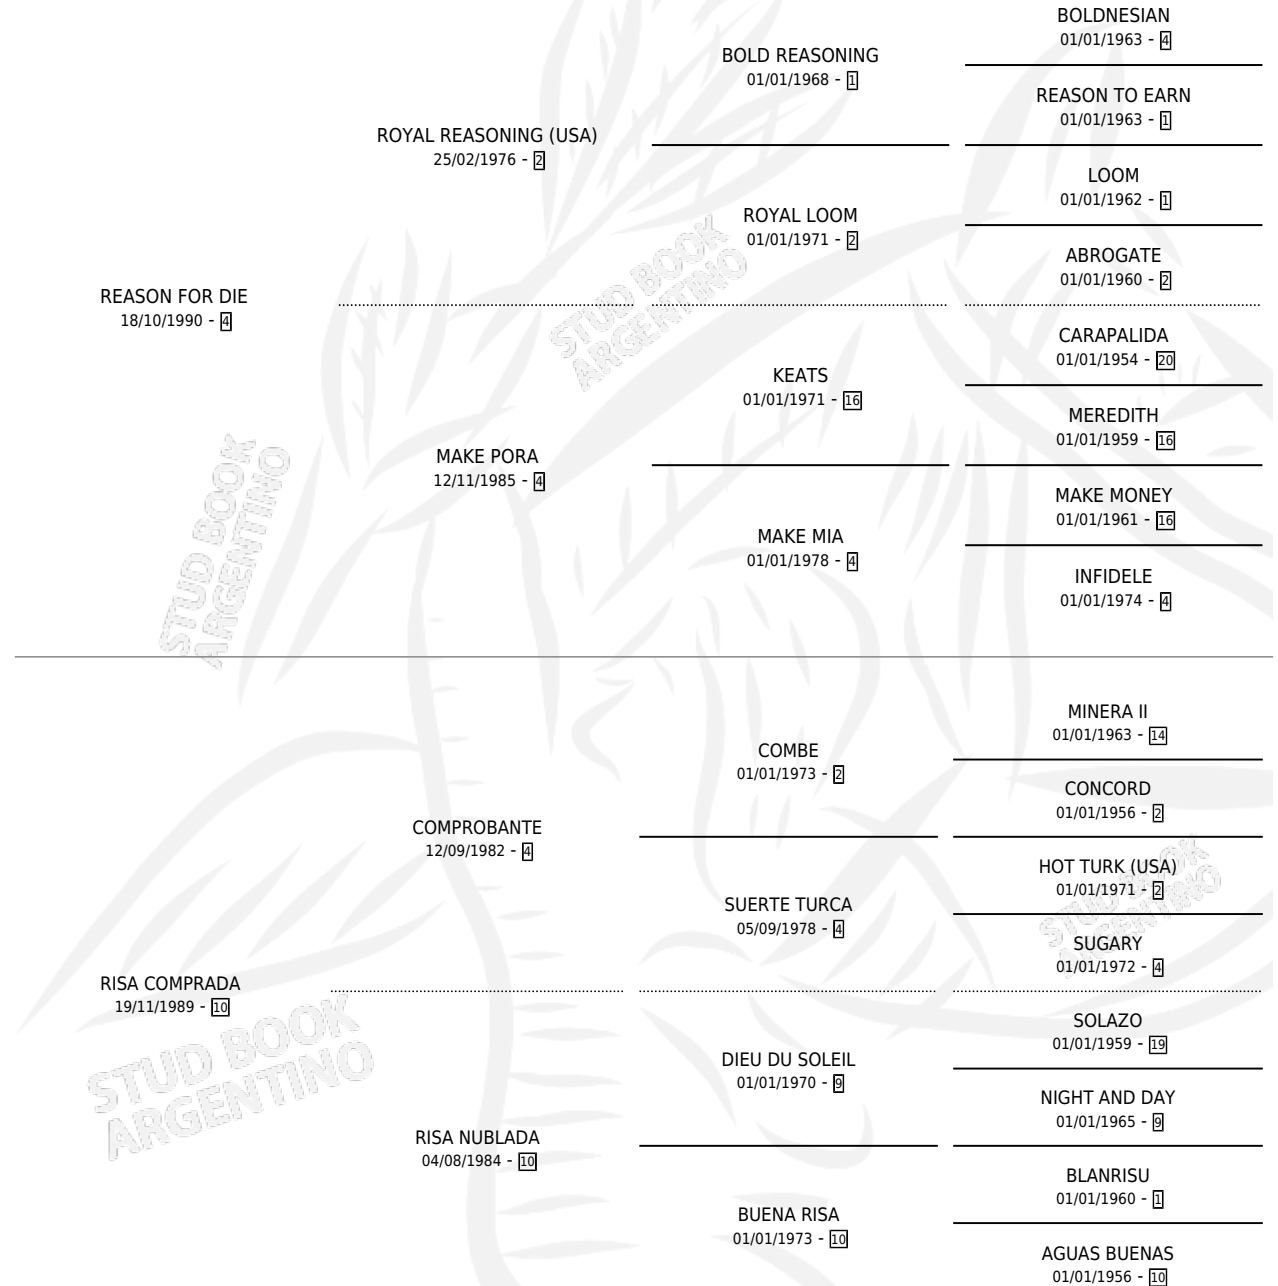 BOLDNESIAN
01/01/1963 - 4
BOLD REASONING
01/01/1968 - 1
REASON TO EARN
01/01/1963 - 1
ROYAL REASONING (USA)
25/02/1976 - 2
LOOM
01/01/1962 - 1
ROYAL LOOM
01/01/1971 - 2
ABROGATE
01/01/1960 - 2
REASON FOR DIE
18/10/1990 - 4
CARAPALIDA
01/01/1954 - 20
KEATS
01/01/1971 - 16
MEREDITH
01/01/1959 - 16
MAKE PORA
12/11/1985 - 4
MAKE MONEY
01/01/1961 - 16
MAKE MIA
01/01/1978 - 4
INFIDELE
01/01/1974 - 4
MINERA II
01/01/1963 - 14
COMBE
01/01/1973 - 2
CONCORD
01/01/1956 - 2
COMPROBANTE
12/09/1982 - 4
HOT TURK (USA)
01/01/1971 - 2
SUERTE TURCA
05/09/1978 - 4
SUGARY
01/01/1972 - 4
RISA COMPRADA
19/11/1989 - 10
SOLAZO
01/01/1959 - 19
DIEU DU SOLEIL
01/01/1970 - 9
NIGHT AND DAY
01/01/1965 - 9
RISA NUBLADA
04/08/1984 - 10
BLANRISU
01/01/1960 - 1
BUENA RISA
01/01/1973 - 10
AGUAS BUENAS
01/01/1956 - 10
STUD BOOK
ARGENTINO
STUD BOOK
ARGENTINO
STUD BOOK
ARGENTINO
STUD BOOK
ARGENTINO